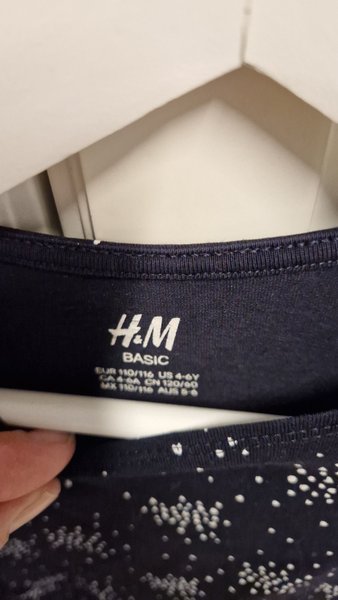 H&M
BASIC
EUR 110/116 US 4-6Y
CA 4-6A CN 120/60
MX 110/116 AUS 5-6